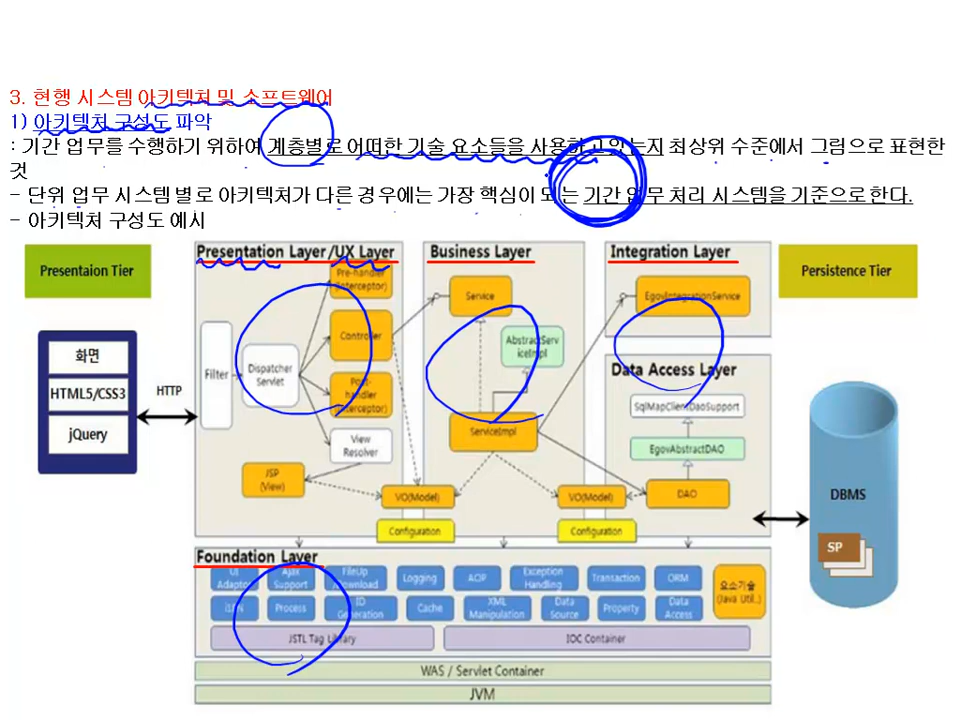 3. 현행 시스템 아키텍처 및 소프트웨어
1) 아키텍처 구성도 파악
: 기간 업무를 수행하기 위하여 계층별로 어떠한 기술 요소들을 사용하고 있는지 최상위 수준에서 그림으로 표현한
것
- 단위 업무 시스템별로 아키텍처가 다른 경우에는 가장 핵심이 되는 기간 업무 처리 시스템을 기준으로 한다.
- 아키텍처 구성도 예시
Presentaion Tier
Presentation Layer/UX Layer
Business Layer
Integration Layer
Persistence Tier
Pre-handler
(Interceptor)
Service
EgovIntegrationService
화면
HTML5/CSS3
jQuery
HTTP
Filter
Dispatcher
Servlet
Controller
Post-
handler
(Interceptor)
View
Resolver
JSP
(View)
AbstractServ
iceImpl
ServiceImpl
Data Access Layer
SqlMapClientDaoSupport
EgovAbstractDAO
DAO
VO(Model)
VO(Model)
Configuration
Configuration
DBMS
SP
Foundation Layer
UI
Adaptor
Ajax
Support
FileUp
/Download
Logging
AOP
Exception
Handling
Transaction
ORM
i18N
Process
ID
Generation
Cache
XML
Manipulation
Data
Source
Property
Data
Access
요소기술
(Java Util..)
JSTL Tag Library
IOC Container
WAS / Servlet Container
JVM